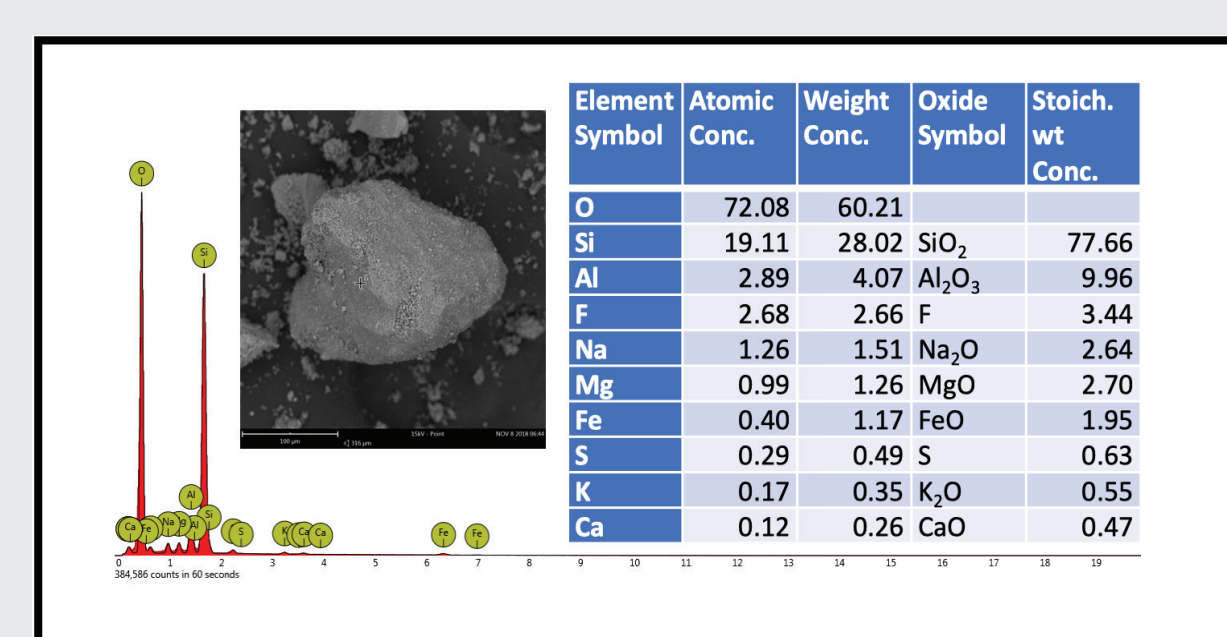 Element Symbol Atomic Conc. Weight Conc. Oxide Symbol Stoich. wt Conc.
O 72.08 60.21
Si 19.11 28.02 SiO₂ 77.66
Al 2.89 4.07 Al₂O₃ 9.96
F 2.68 2.66 F 3.44
Na 1.26 1.51 Na₂O 2.64
Mg 0.99 1.26 MgO 2.70
Fe 0.40 1.17 FeO 1.95
S 0.29 0.49 S 0.63
K 0.17 0.35 K₂O 0.55
Ca 0.12 0.26 CaO 0.47
O
Si
Al
Si
Ca Fe Na g Al S K Ca Ca Fe Fe
100 µm 316 µm 15kV - Point NOV 8 2018 06:44
0 1 2 3 4 5 6 7 8 9 10 11 12 13 14 15 16 17 18 19
384,586 counts in 60 seconds